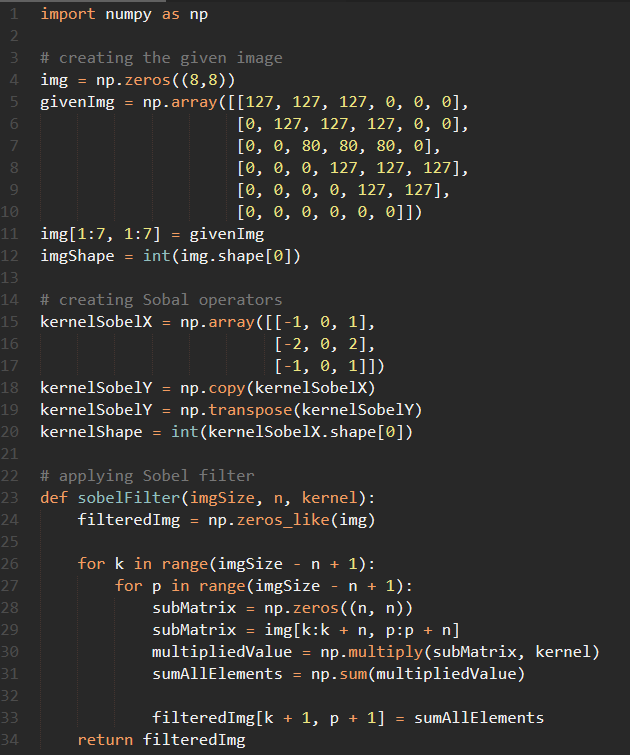 1 import numpy as np
2
3 # creating the given image
4 img = np.zeros((8,8))
5 givenImg = np.array([[127, 127, 127, 0, 0, 0],
6                      [0, 127, 127, 127, 0, 0],
7                      [0, 0, 80, 80, 80, 0],
8                      [0, 0, 0, 127, 127, 127],
9                      [0, 0, 0, 0, 127, 127],
10                     [0, 0, 0, 0, 0, 0]])
11 img[1:7, 1:7] = givenImg
12 imgShape = int(img.shape[0])
13
14 # creating Sobal operators
15 kernelSobelX = np.array([[-1, 0, 1],
16                          [-2, 0, 2],
17                          [-1, 0, 1]])
18 kernelSobelY = np.copy(kernelSobelX)
19 kernelSobelY = np.transpose(kernelSobelY)
20 kernelShape = int(kernelSobelX.shape[0])
21
22 # applying Sobel filter
23 def sobelFilter(imgSize, n, kernel):
24     filteredImg = np.zeros_like(img)
25
26     for k in range(imgSize - n + 1):
27         for p in range(imgSize - n + 1):
28             subMatrix = np.zeros((n, n))
29             subMatrix = img[k:k + n, p:p + n]
30             multipliedValue = np.multiply(subMatrix, kernel)
31             sumAllElements = np.sum(multipliedValue)
32
33             filteredImg[k + 1, p + 1] = sumAllElements
34     return filteredImg